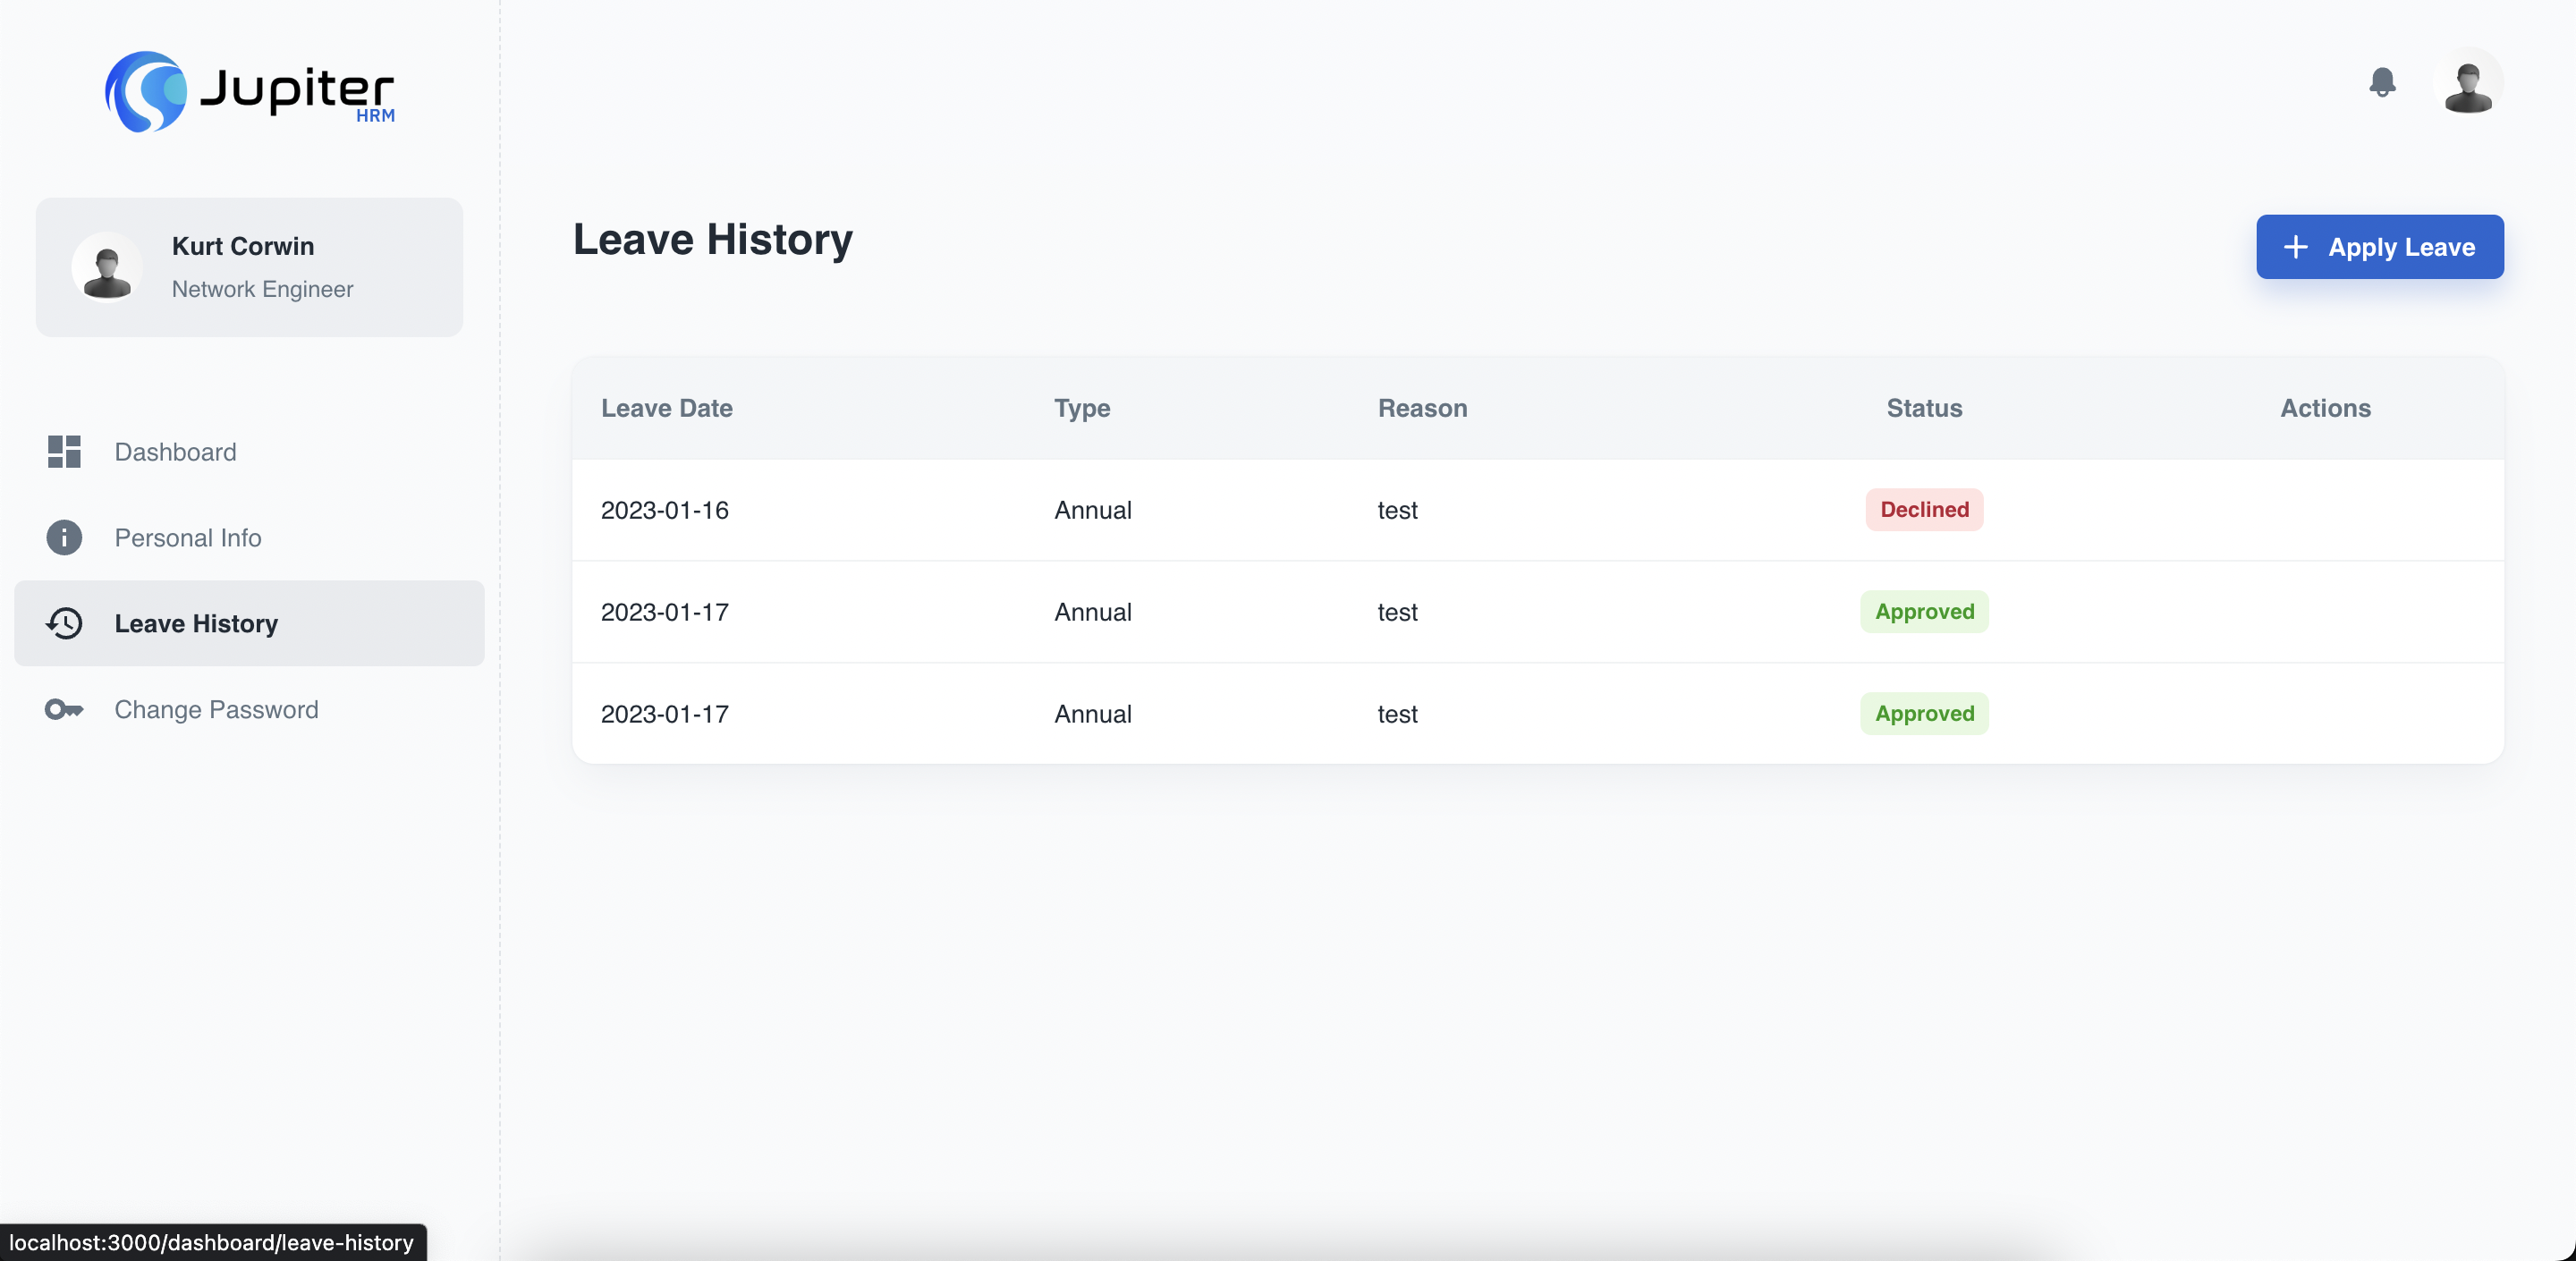 Jupiter
HRM
Kurt Corwin
Network Engineer
Dashboard
Personal Info
Leave History
Change Password
Leave History
Apply Leave
Leave Date Type Reason Status Actions
2023-01-16 Annual test Declined
2023-01-17 Annual test Approved
2023-01-17 Annual test Approved
localhost:3000/dashboard/leave-history